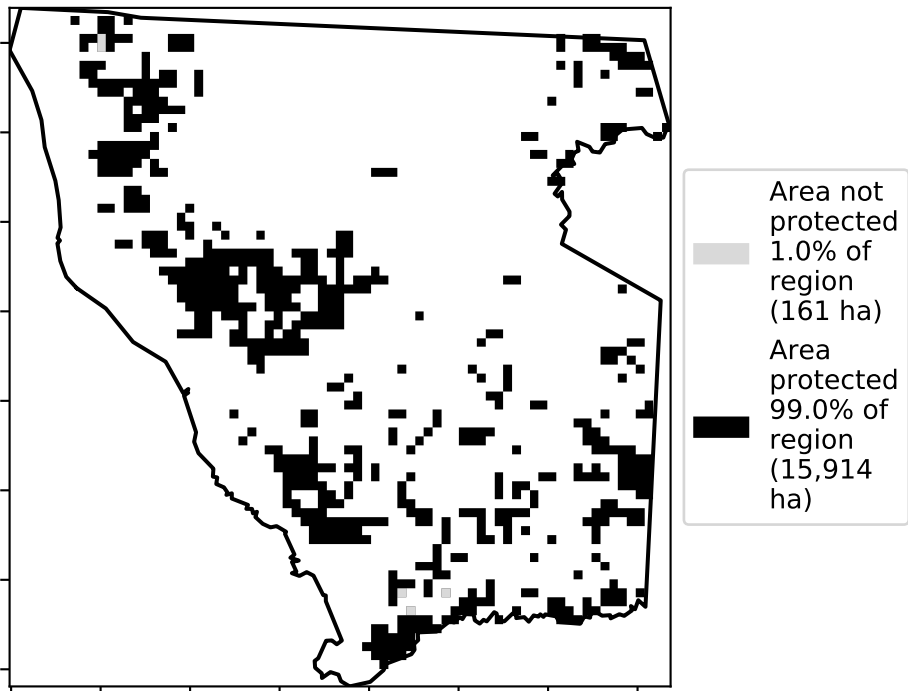 Area not
protected
1.0% of
region
(161 ha)
Area
protected
99.0% of
region
(15,914
ha)